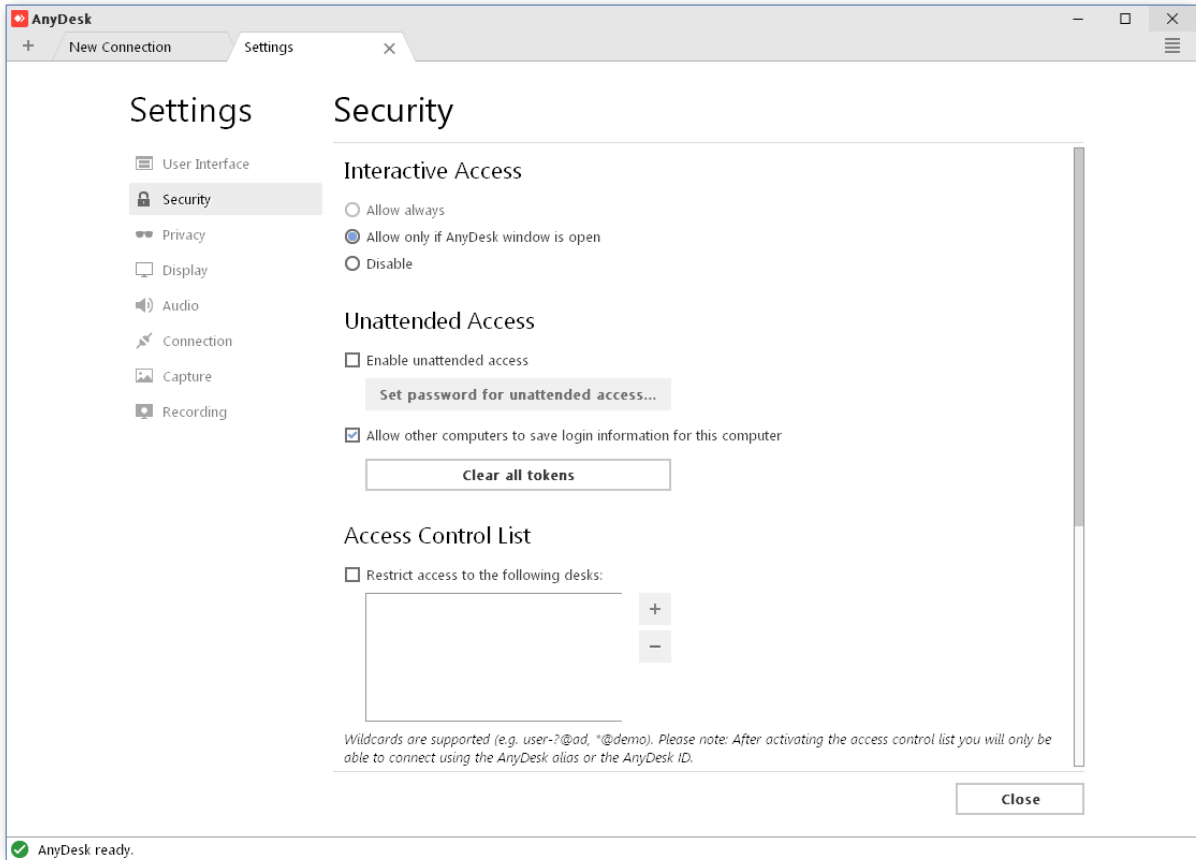 AnyDesk
New Connection
Settings
Settings
User Interface
Security
Privacy
Display
Audio
Connection
Capture
Recording
Security
Interactive Access
Allow always
Allow only if AnyDesk window is open
Disable
Unattended Access
Enable unattended access
Set password for unattended access...
Allow other computers to save login information for this computer
Clear all tokens
Access Control List
Restrict access to the following desks:
+
−
Wildcards are supported (e.g. user-?@ad, *@demo). Please note: After activating the access control list you will only be
able to connect using the AnyDesk alias or the AnyDesk ID.
Close
AnyDesk ready.